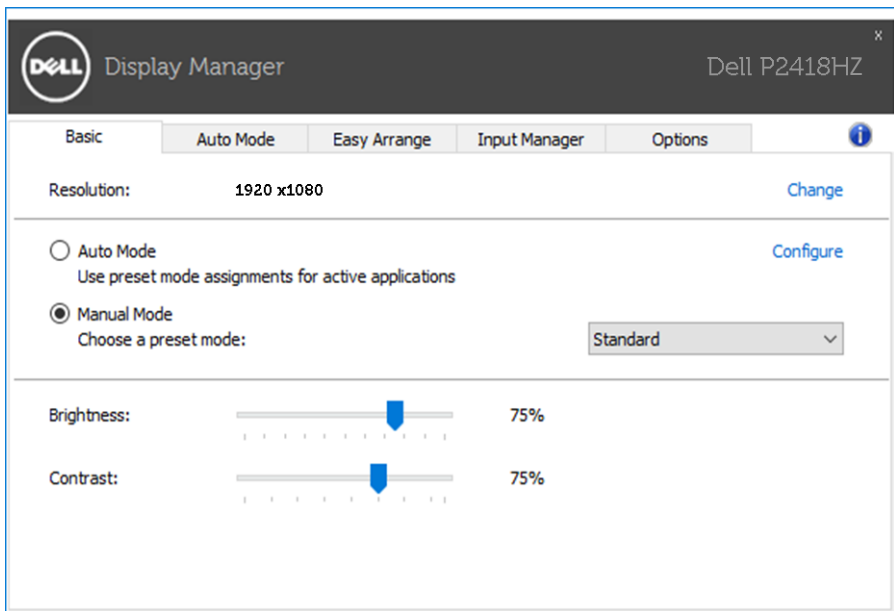 DELL Display Manager Dell P2418HZ x
Basic Auto Mode Easy Arrange Input Manager Options i
Resolution: 1920 x1080 Change
Auto Mode Configure
Use preset mode assignments for active applications
Manual Mode
Choose a preset mode: Standard
Brightness: 75%
Contrast: 75%